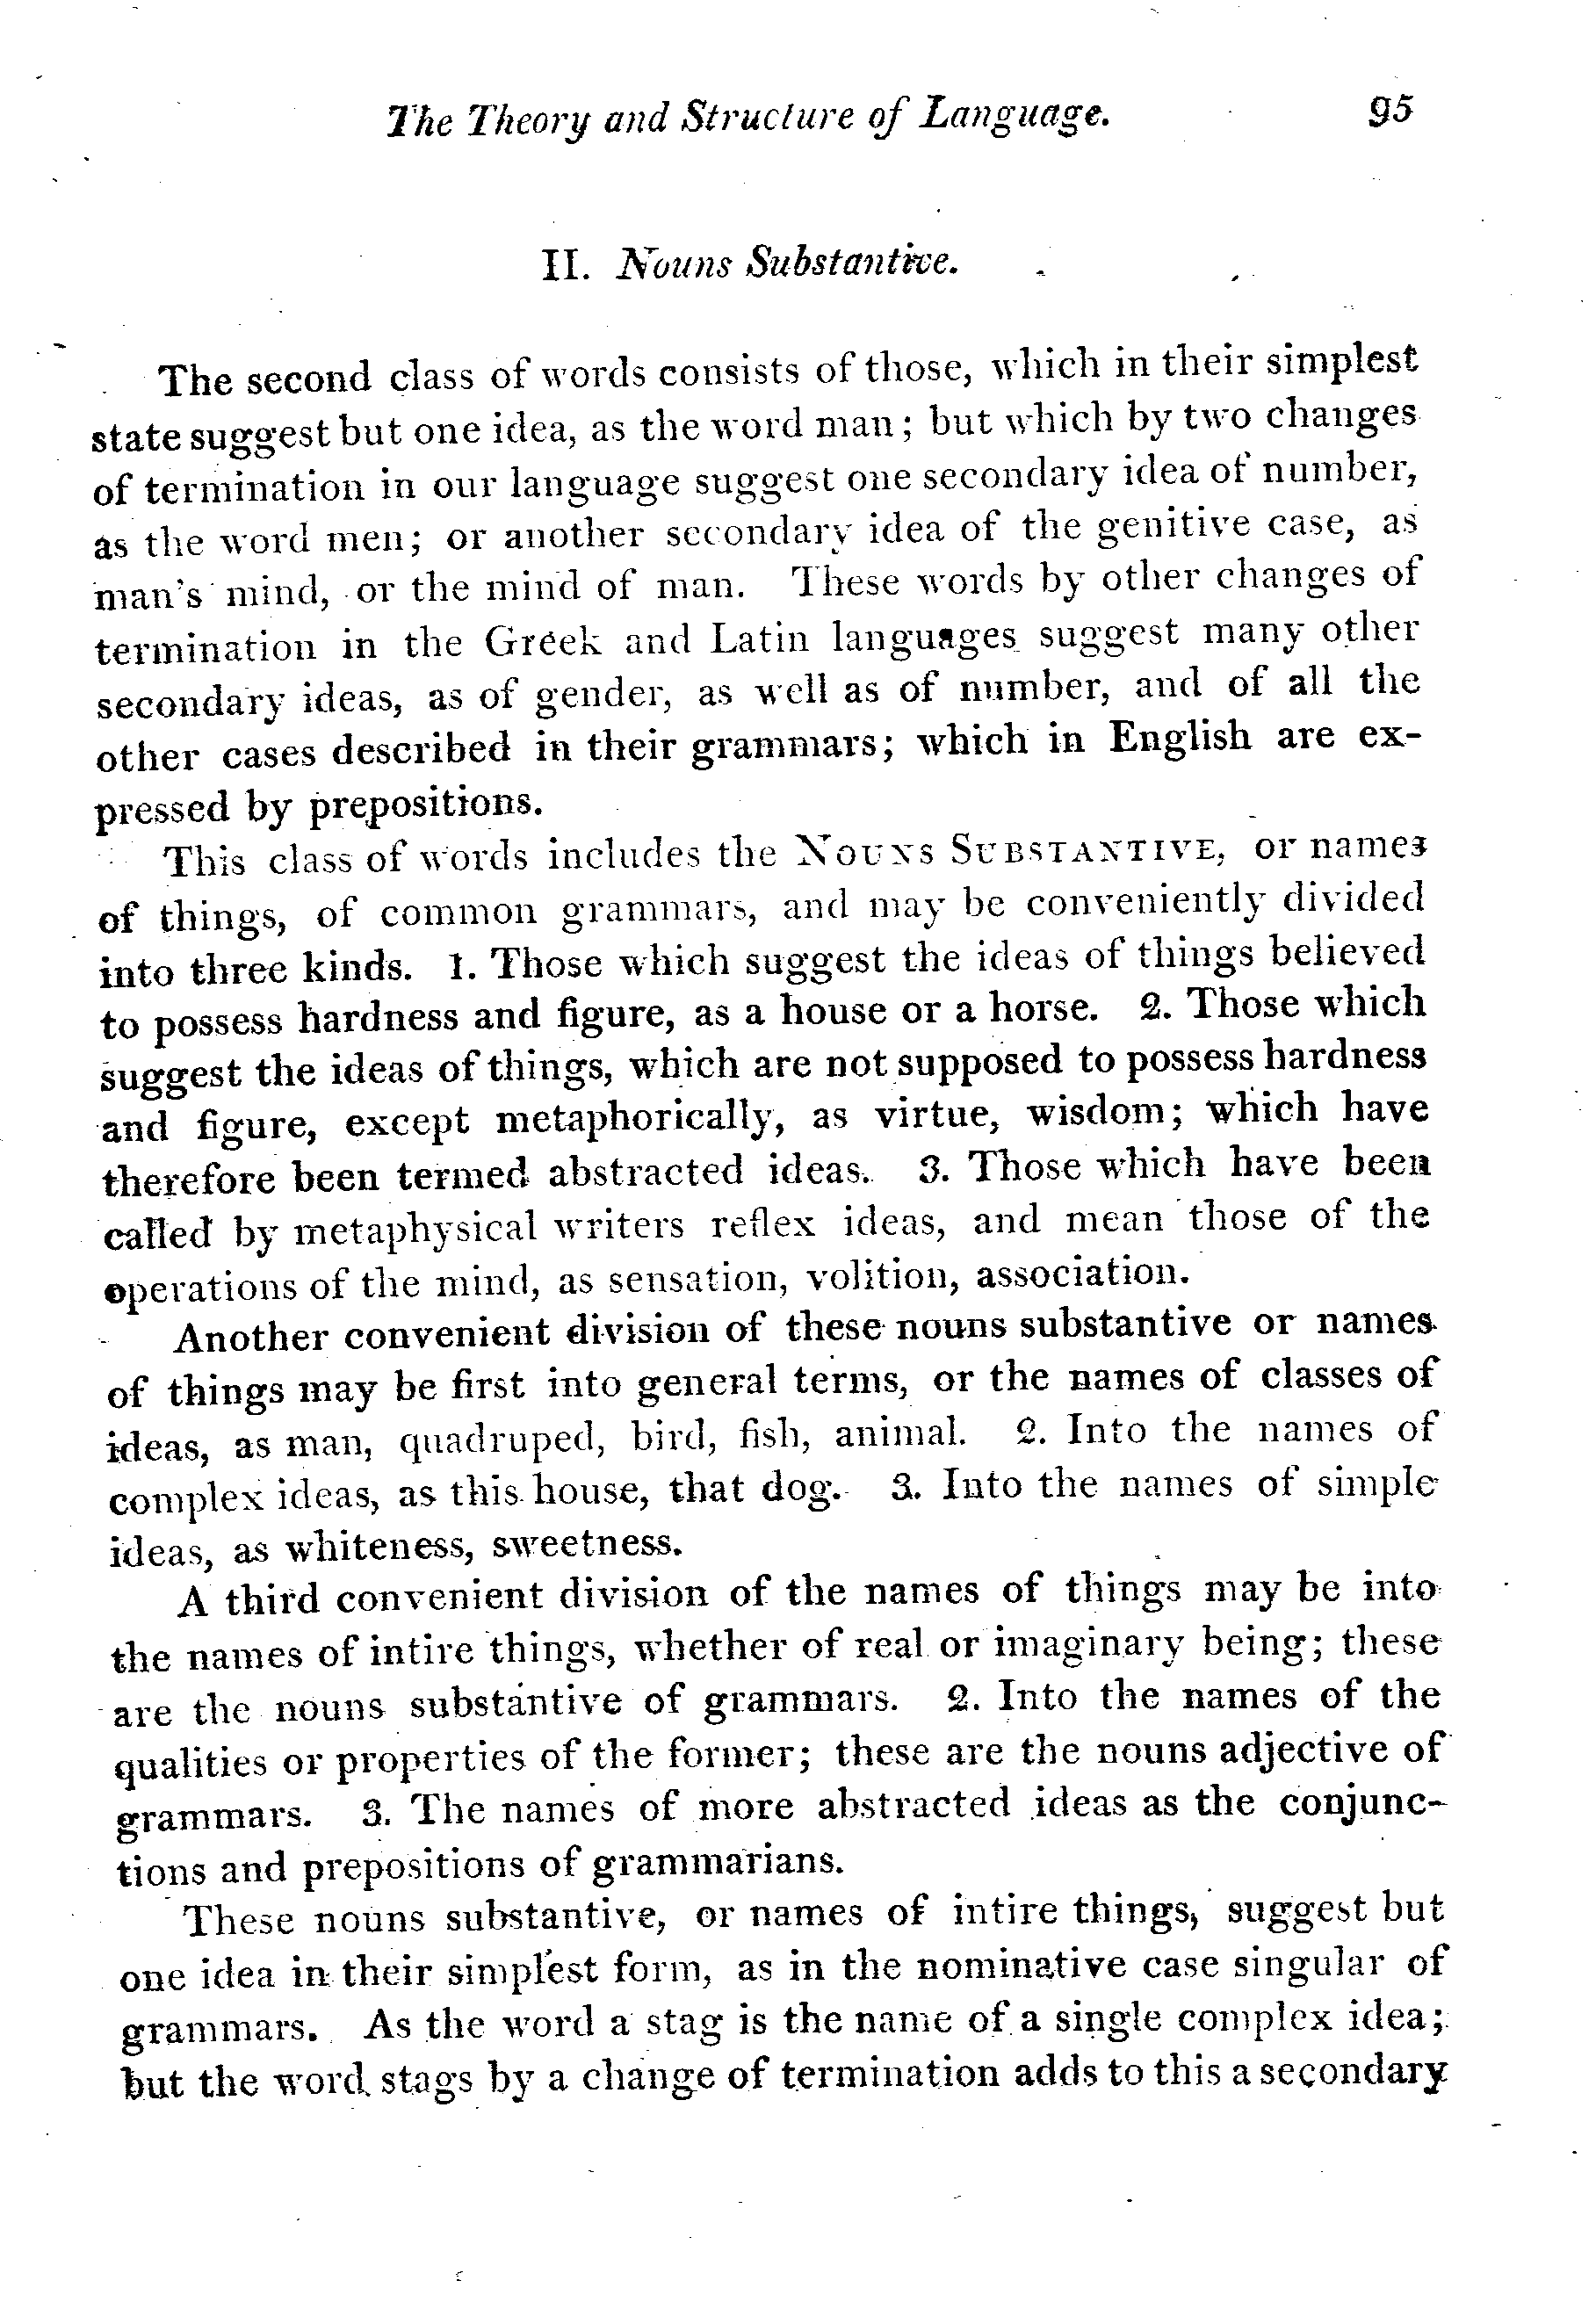 The Theory and Structure of Language. 95
II. Nouns Substantive.
The second class of words consists of those, which in their simplest
state suggest but one idea, as the word man; but which by two changes
of termination in our language suggest one secondary idea of number,
as the word men; or another secondary idea of the genitive case, as
man's mind, or the mind of man. These words by other changes of
termination in the Greek and Latin languages suggest many other
secondary ideas, as of gender, as well as of number, and of all the
other cases described in their grammars; which in English are ex-
pressed by prepositions.
This class of words includes the NOUNS SUBSTANTIVE, or names
of things, of common grammars, and may be conveniently divided
into three kinds. 1. Those which suggest the ideas of things believed
to possess hardness and figure, as a house or a horse. 2. Those which
suggest the ideas of things, which are not supposed to possess hardness
and figure, except metaphorically, as virtue, wisdom; which have
therefore been termed abstracted ideas. 3. Those which have been
called by metaphysical writers reflex ideas, and mean those of the
operations of the mind, as sensation, volition, association.
Another convenient division of these nouns substantive or names
of things may be first into general terms, or the names of classes of
ideas, as man, quadruped, bird, fish, animal. 2. Into the names of
complex ideas, as this house, that dog. 3. Into the names of simple
ideas, as whiteness, sweetness.
A third convenient division of the names of things may be into
the names of intire things, whether of real or imaginary being; these
are the nouns substantive of grammars. 2. Into the names of the
qualities or properties of the former; these are the nouns adjective of
grammars. 3. The names of more abstracted ideas as the conjunc-
tions and prepositions of grammarians.
These nouns substantive, or names of intire things, suggest but
one idea in their simplest form, as in the nominative case singular of
grammars. As the word a stag is the name of a single complex idea;
but the word stags by a change of termination adds to this a secondary